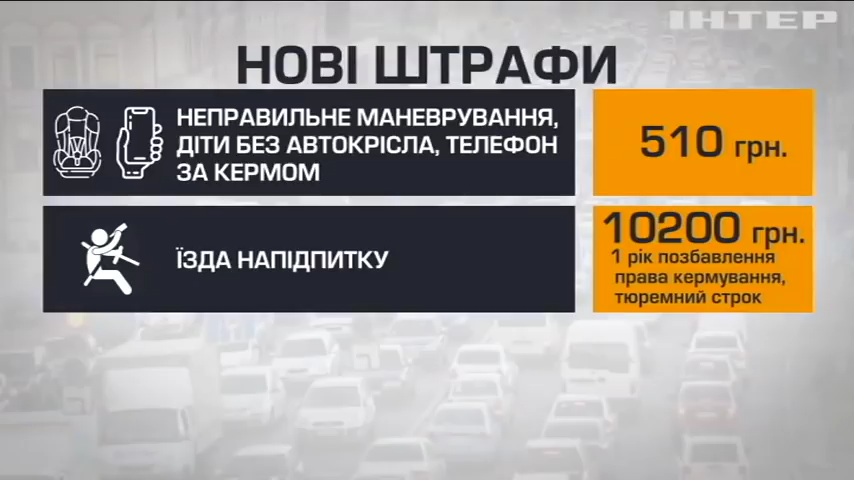 ІНТЕР
НОВІ ШТРАФИ
НЕПРАВИЛЬНЕ МАНЕВРУВАННЯ,
ДІТИ БЕЗ АВТОКРІСЛА, ТЕЛЕФОН
ЗА КЕРМОМ
510 грн.
ЇЗДА НАПІДПИТКУ
10200 грн.
1 рік позбавлення
права кермування,
тюремний строк